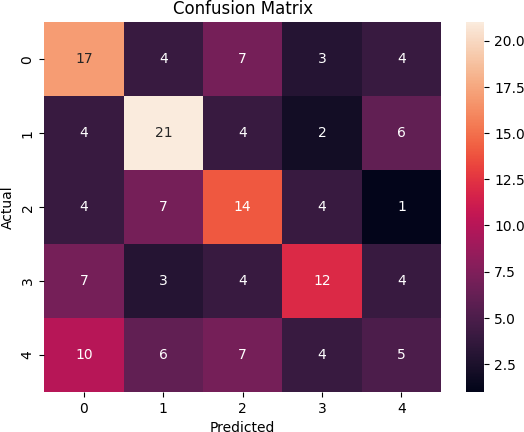 Confusion Matrix
0 17 4 7 3 4
1 4 21 4 2 6
2 4 7 14 4 1
3 7 3 4 12 4
4 10 6 7 4 5
0 1 2 3 4
Predicted
Actual
17.5
15.0
12.5
10.0
7.5
5.0
2.5